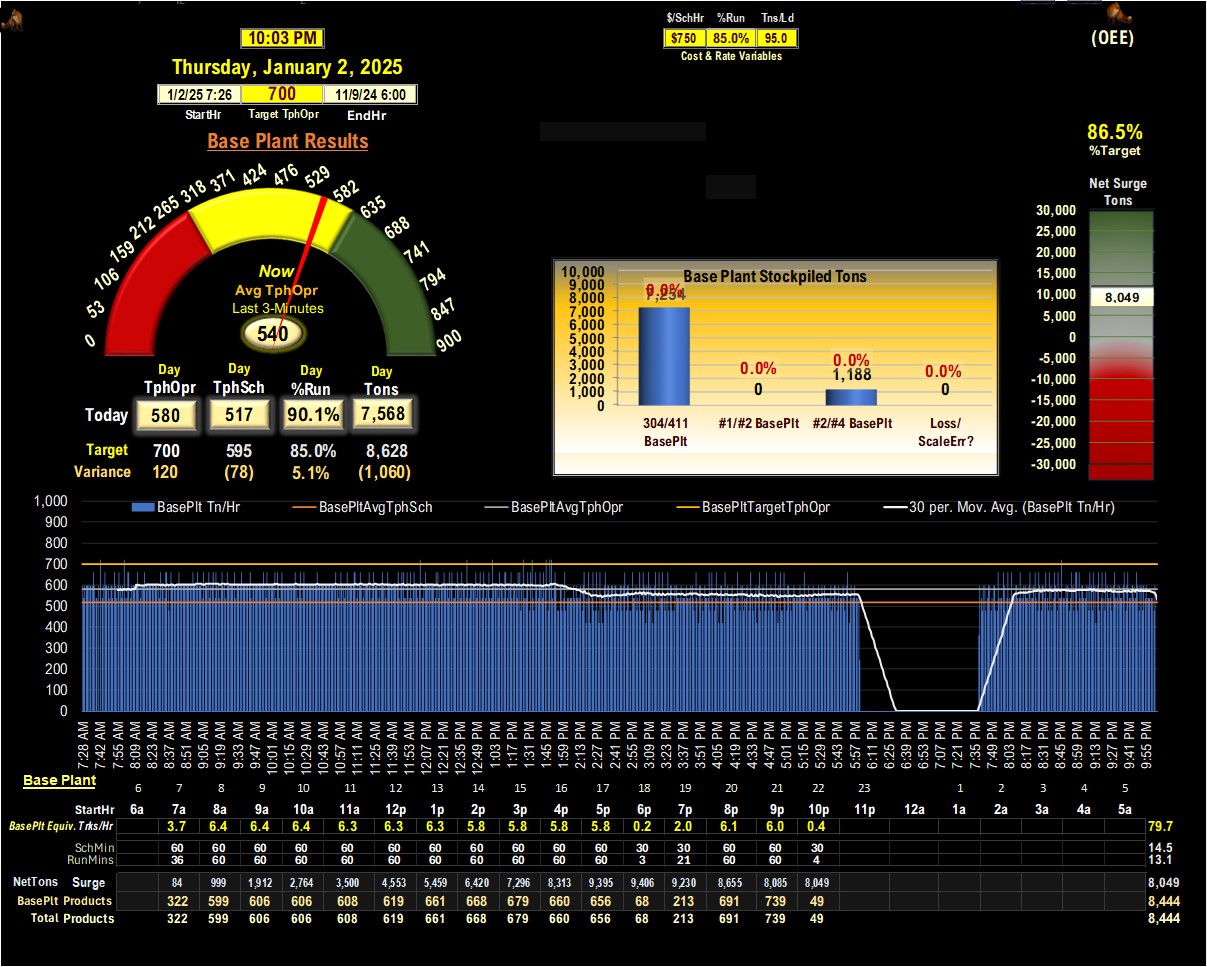 $/SchHr %Run Tns/Ld
10:03 PM
$750 85.0% 95.0
(OEE)
Cost & Rate Variables
Thursday, January 2, 2025
1/2/25 7:26 700 11/9/24 6:00
StartHr Target TphOpr EndHr
Base Plant Results
86.5%
%Target
0 53 106 159 212 265 318 371 424 476 529 582 635 688 741 794 847 900
Now
Avg TphOpr
Last 3-Minutes
540
Net Surge
Tons
30,000
25,000
20,000
15,000
10,000
5,000
0
-5,000
-10,000
-15,000
-20,000
-25,000
-30,000
8,049
Base Plant Stockpiled Tons
10,000
9,000
8,000
7,000
6,000
5,000
4,000
3,000
2,000
1,000
0
0.0% 0.0% 0.0%
0 1,188 0
304/411 #1/#2 BasePlt #2/#4 BasePlt Loss/
BasePlt ScaleErr?
Day Day Day Day
TphOpr TphSch %Run Tons
Today 580 517 90.1% 7,568
Target 700 595 85.0% 8,628
Variance 120 (78) 5.1% (1,060)
BasePlt Tn/Hr BasePltAvgTphSch BasePltAvgTphOpr BasePltTargetTphOpr 30 per. Mov. Avg. (BasePlt Tn/Hr)
1,000
900
800
700
600
500
400
300
200
100
0
7:28 AM 7:42 AM 7:55 AM 8:09 AM 8:23 AM 8:37 AM 8:51 AM 9:05 AM 9:19 AM 9:33 AM 9:47 AM 10:01 AM 10:15 AM 10:29 AM 10:43 AM 10:57 AM 11:11 AM 11:25 AM 11:39 AM 11:53 AM 12:07 PM 12:21 PM 12:35 PM 12:49 PM 1:03 PM 1:17 PM 1:31 PM 1:45 PM 1:59 PM 2:13 PM 2:27 PM 2:41 PM 2:55 PM 3:09 PM 3:23 PM 3:37 PM 3:51 PM 4:05 PM 4:19 PM 4:33 PM 4:47 PM 5:01 PM 5:15 PM 5:29 PM 5:43 PM 5:57 PM 6:11 PM 6:25 PM 6:39 PM 6:53 PM 7:07 PM 7:21 PM 7:35 PM 7:49 PM 8:03 PM 8:17 PM 8:31 PM 8:45 PM 8:59 PM 9:13 PM 9:27 PM 9:41 PM 9:55 PM
Base Plant
6 7 8 9 10 11 12 13 14 15 16 17 18 19 20 21 22 23 1 2 3 4 5
StartHr 6a 7a 8a 9a 10a 11a 12p 1p 2p 3p 4p 5p 6p 7p 8p 9p 10p 11p 12a 1a 2a 3a 4a 5a
BasePlt Equiv. Trks/Hr 3.7 6.4 6.4 6.4 6.3 6.3 6.3 5.8 5.8 5.8 5.8 0.2 2.0 6.1 6.0 0.4 79.7
SchMin 60 60 60 60 60 60 60 60 60 60 60 30 30 60 60 30 14.5
RunMins 36 60 60 60 60 60 60 60 60 60 60 3 21 60 60 4 13.1
NetTons Surge 84 999 1,912 2,764 3,500 4,553 5,459 6,420 7,296 8,313 9,395 9,406 9,230 8,655 8,085 8,049 8,049
BasePlt Products 322 599 606 606 608 619 661 668 679 660 656 68 213 691 739 49 8,444
Total Products 322 599 606 606 608 619 661 668 679 660 656 68 213 691 739 49 8,444